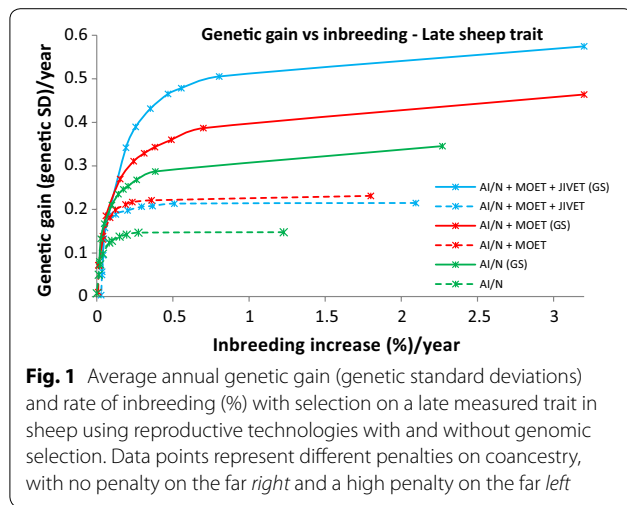 Genetic gain vs inbreeding - Late sheep trait
0.6
0.5
0.4
0.3
0.2
0.1
0
Genetic gain (genetic SD)/year
AI/N + MOET + JIVET (GS)
AI/N + MOET + JIVET
AI/N + MOET (GS)
AI/N + MOET
AI/N (GS)
AI/N
0 0.5 1 1.5 2 2.5 3
Inbreeding increase (%)/year
Fig. 1 Average annual genetic gain (genetic standard deviations)
and rate of inbreeding (%) with selection on a late measured trait in
sheep using reproductive technologies with and without genomic
selection. Data points represent different penalties on coancestry,
with no penalty on the far right and a high penalty on the far left